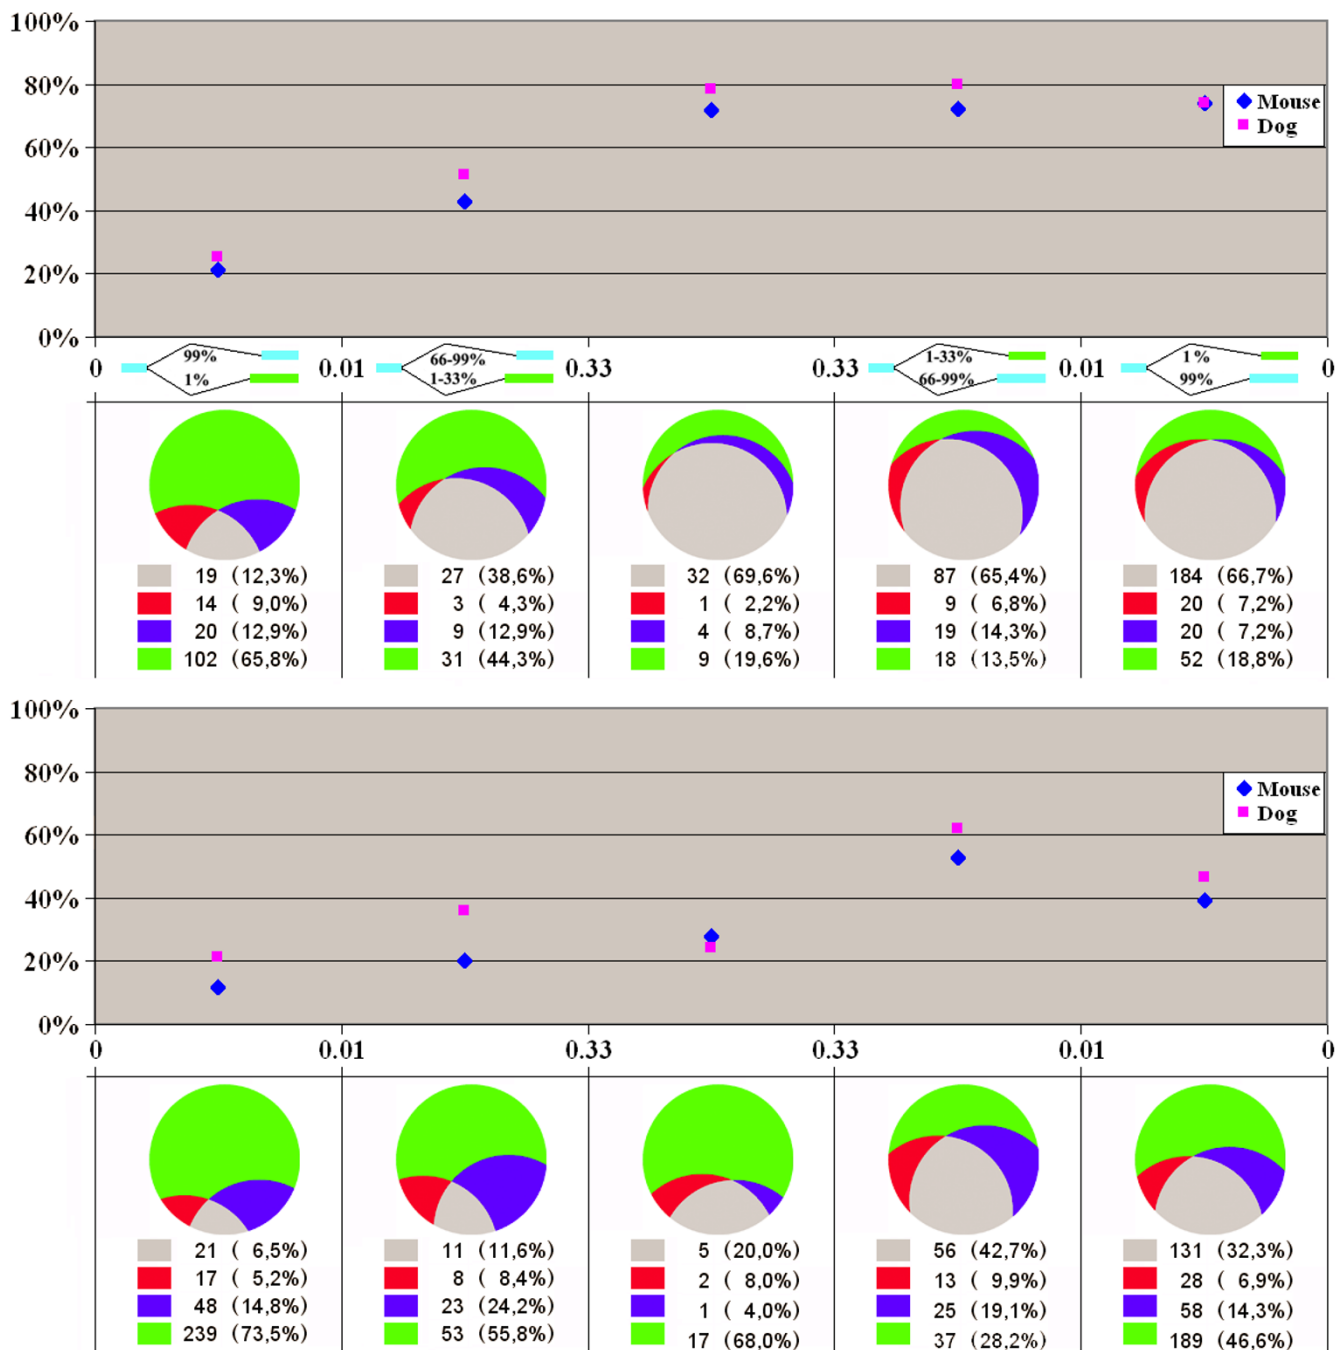 100%
80%
Mouse
Dog
60%
40%
20%
0%
99% 66-99% 1-33% 1%
0 0.01 0.33 0.33 0.01 0
1% 1-33% 66-99% 99%
19 (12,3%) 27 (38,6%) 32 (69,6%) 87 (65,4%) 184 (66,7%)
14 ( 9,0%) 3 ( 4,3%) 1 ( 2,2%) 9 ( 6,8%) 20 ( 7,2%)
20 (12,9%) 9 (12,9%) 4 ( 8,7%) 19 (14,3%) 20 ( 7,2%)
102 (65,8%) 31 (44,3%) 9 (19,6%) 18 (13,5%) 52 (18,8%)
100%
80%
Mouse
Dog
60%
40%
20%
0%
0 0.01 0.33 0.33 0.01 0
21 ( 6,5%) 11 (11,6%) 5 (20,0%) 56 (42,7%) 131 (32,3%)
17 ( 5,2%) 8 ( 8,4%) 2 ( 8,0%) 13 ( 9,9%) 28 ( 6,9%)
48 (14,8%) 23 (24,2%) 1 ( 4,0%) 25 (19,1%) 58 (14,3%)
239 (73,5%) 53 (55,8%) 17 (68,0%) 37 (28,2%) 189 (46,6%)